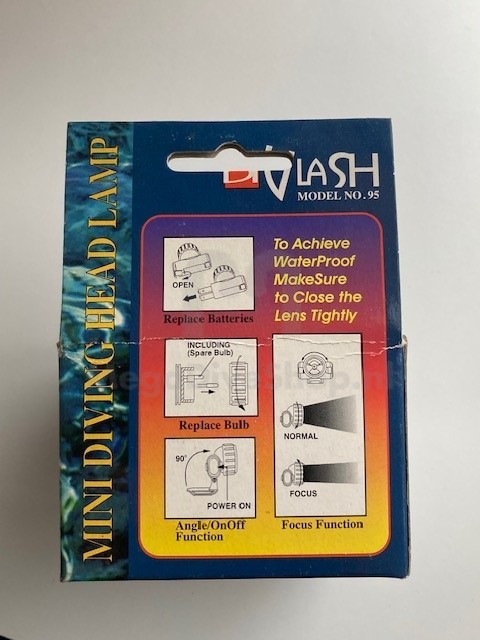 LASH
MODEL NO.95
MINI DIVING HEAD LAMP
OPEN
Replace Batteries
To Achieve
WaterProof
MakeSure
to Close the
Lens Tightly
INCLUDING
(Spare Bulb)
Replace Bulb
90°
POWER ON
Angle/OnOff
Function
NORMAL
FOCUS
Focus Function